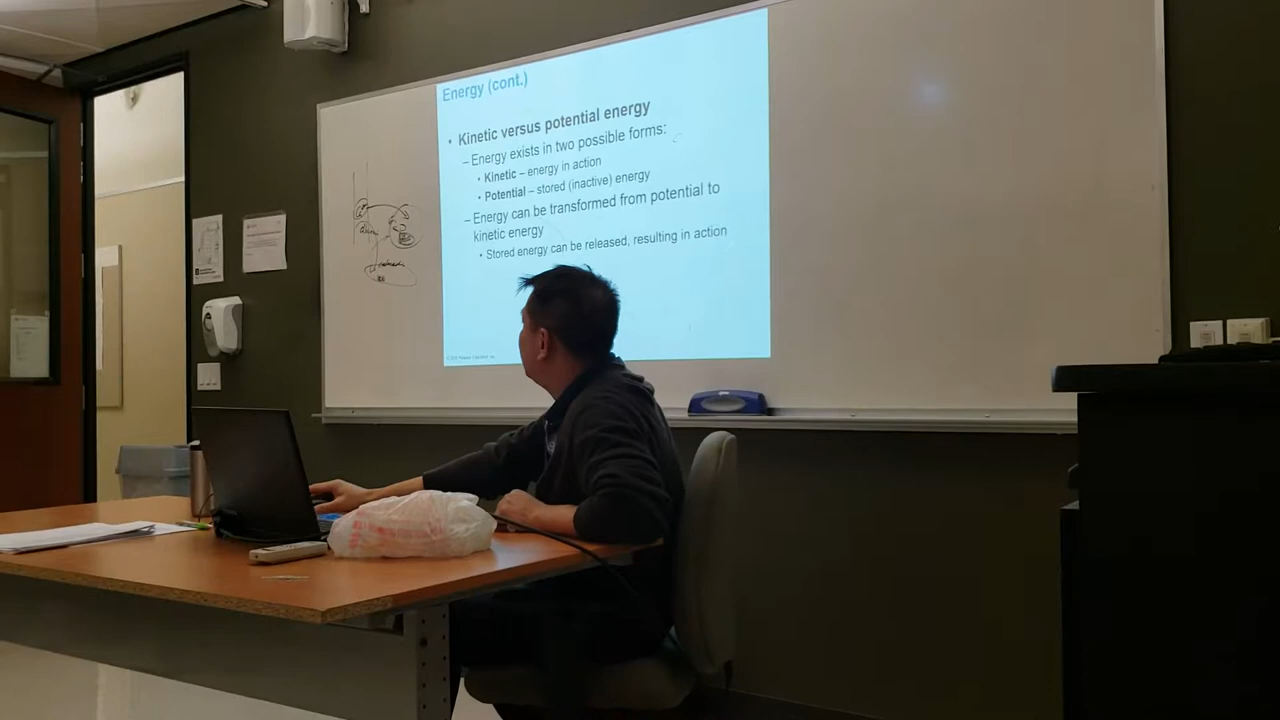 Energy (cont.)
• Kinetic versus potential energy
– Energy exists in two possible forms:
• Kinetic – energy in action
• Potential – stored (inactive) energy
– Energy can be transformed from potential to
kinetic energy
• Stored energy can be released, resulting in action